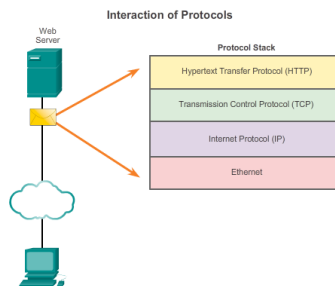 Interaction of Protocols
Web
Server
Protocol Stack
Hypertext Transfer Protocol (HTTP)
Transmission Control Protocol (TCP)
Internet Protocol (IP)
Ethernet